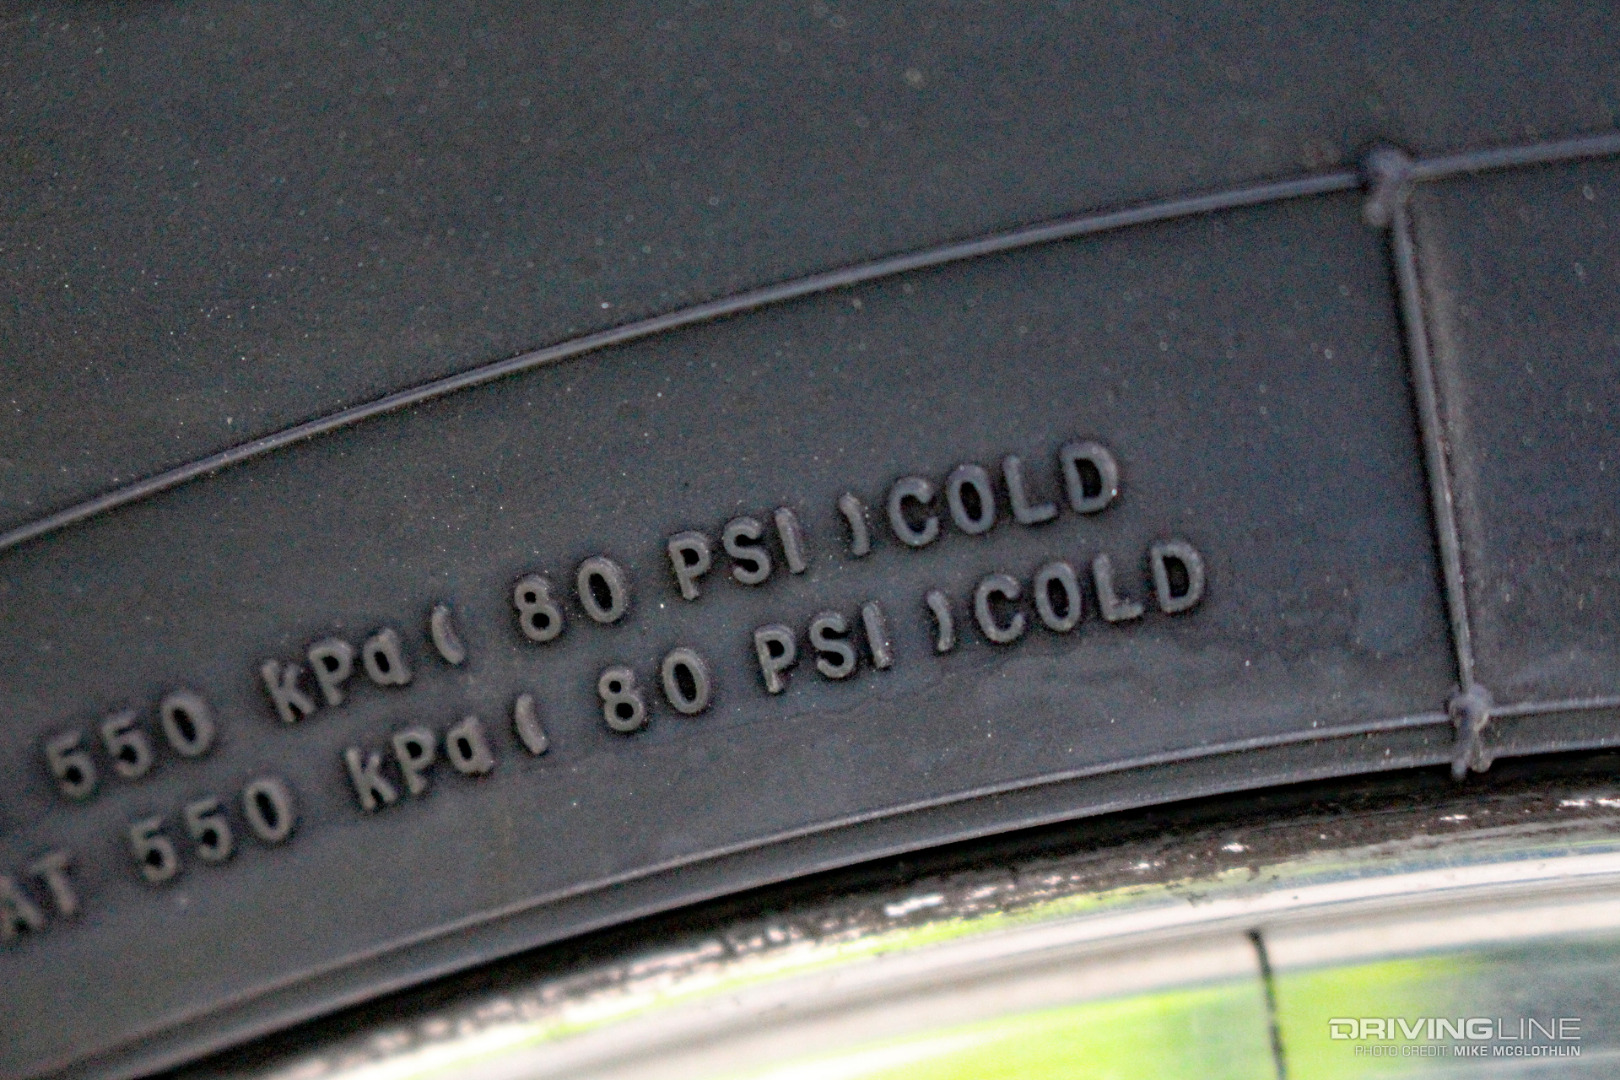 550 kPa( 80 PSI )COLD
AT 550 kPa( 80 PSI )COLD
DRIVINGLINE
PHOTO CREDIT MIKE MCGLOTHLIN